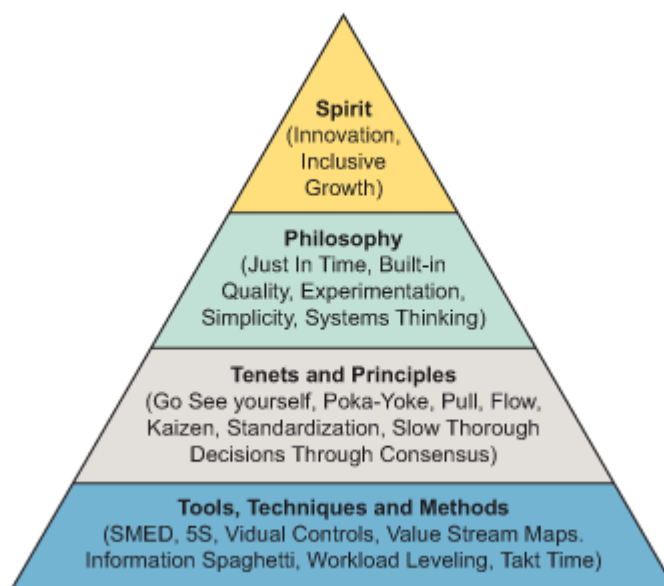 Spirit
(Innovation,
Inclusive
Growth)
Philosophy
(Just In Time, Built-in
Quality, Experimentation,
Simplicity, Systems Thinking)
Tenets and Principles
(Go See yourself, Poka-Yoke, Pull, Flow,
Kaizen, Standardization, Slow Thorough
Decisions Through Consensus)
Tools, Techniques and Methods
(SMED, 5S, Vidual Controls, Value Stream Maps.
Information Spaghetti, Workload Leveling, Takt Time)